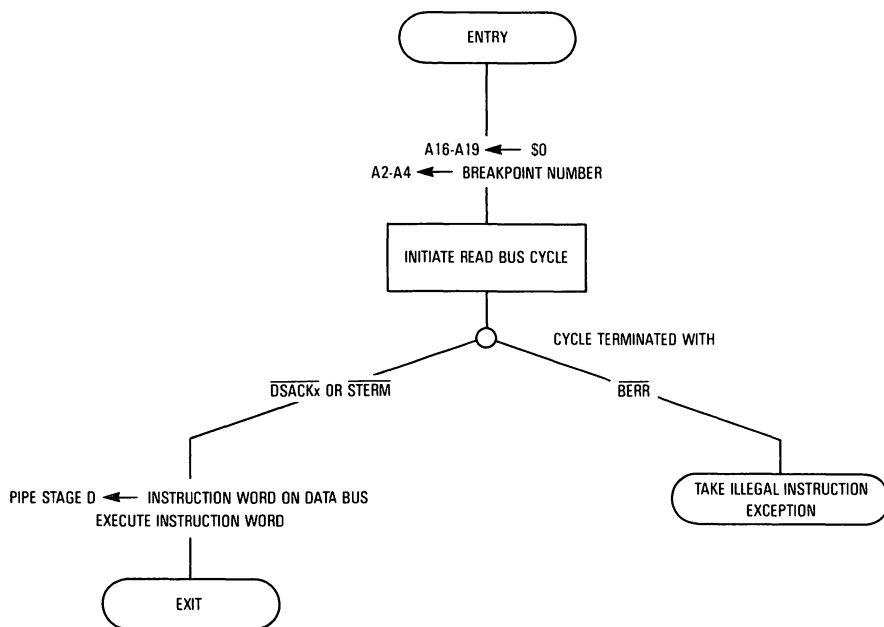 ENTRY
A16-A19 ← $0
A2-A4 ← BREAKPOINT NUMBER
INITIATE READ BUS CYCLE
CYCLE TERMINATED WITH
DSACKx OR STERM
BERR
PIPE STAGE D ← INSTRUCTION WORD ON DATA BUS
EXECUTE INSTRUCTION WORD
TAKE ILLEGAL INSTRUCTION
EXCEPTION
EXIT